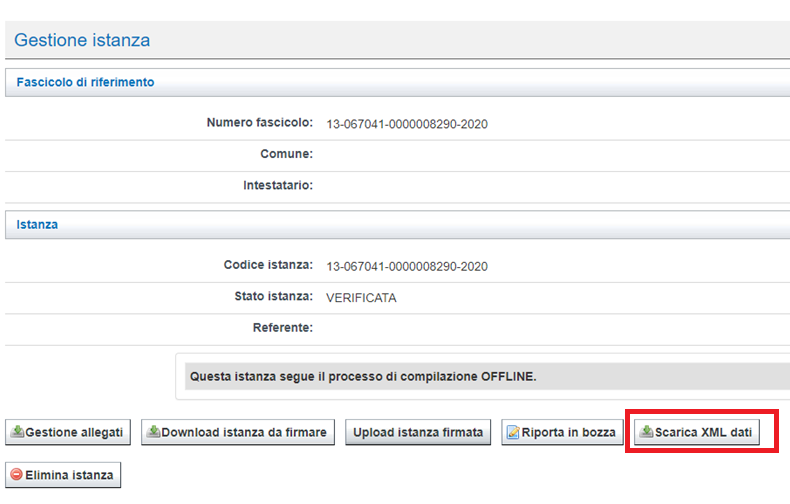 Gestione istanza
Fascicolo di riferimento
Numero fascicolo: 13-067041-0000008290-2020
Comune:
Intestatario:
Istanza
Codice istanza: 13-067041-0000008290-2020
Stato istanza: VERIFICATA
Referente:
Questa istanza segue il processo di compilazione OFFLINE.
Gestione allegati Download istanza da firmare Upload istanza firmata Riporta in bozza Scarica XML dati
Elimina istanza